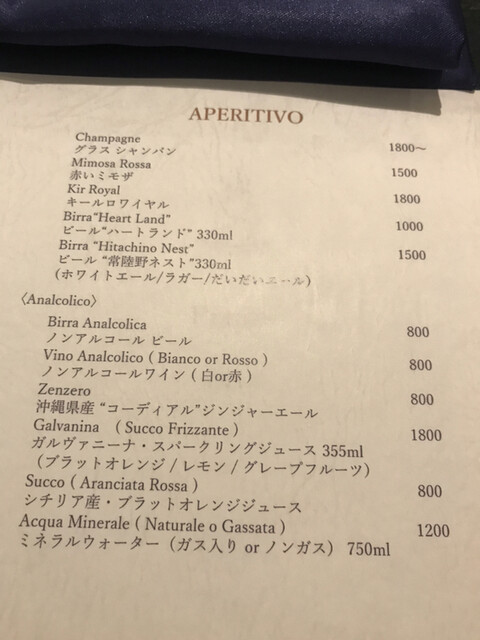 APERITIVO
Champagne
グラス シャンパン 1800～
Mimosa Rossa
赤いミモザ 1500
Kir Royal
キールロワイヤル 1800
Birra“Heart Land”
ビール“ハートランド” 330ml 1000
Birra “Hitachino Nest”
ビール “常陸野ネスト”330ml 1500
(ホワイトエール/ラガー/だいだいエール)
〈Analcolico〉
Birra Analcolica
ノンアルコール ビール 800
Vino Analcolico ( Bianco or Rosso )
ノンアルコールワイン ( 白or赤 ) 800
Zenzero
沖縄県産 “コーディアル”ジンジャーエール 800
Galvanina ( Succo Frizzante )
ガルヴァニーナ・スパークリングジュース 355ml 1800
(ブラットオレンジ / レモン / グレープフルーツ)
Succo ( Aranciata Rossa )
シチリア産・ブラットオレンジジュース 800
Acqua Minerale ( Naturale o Gassata )
ミネラルウォーター（ガス入り or ノンガス） 750ml 1200